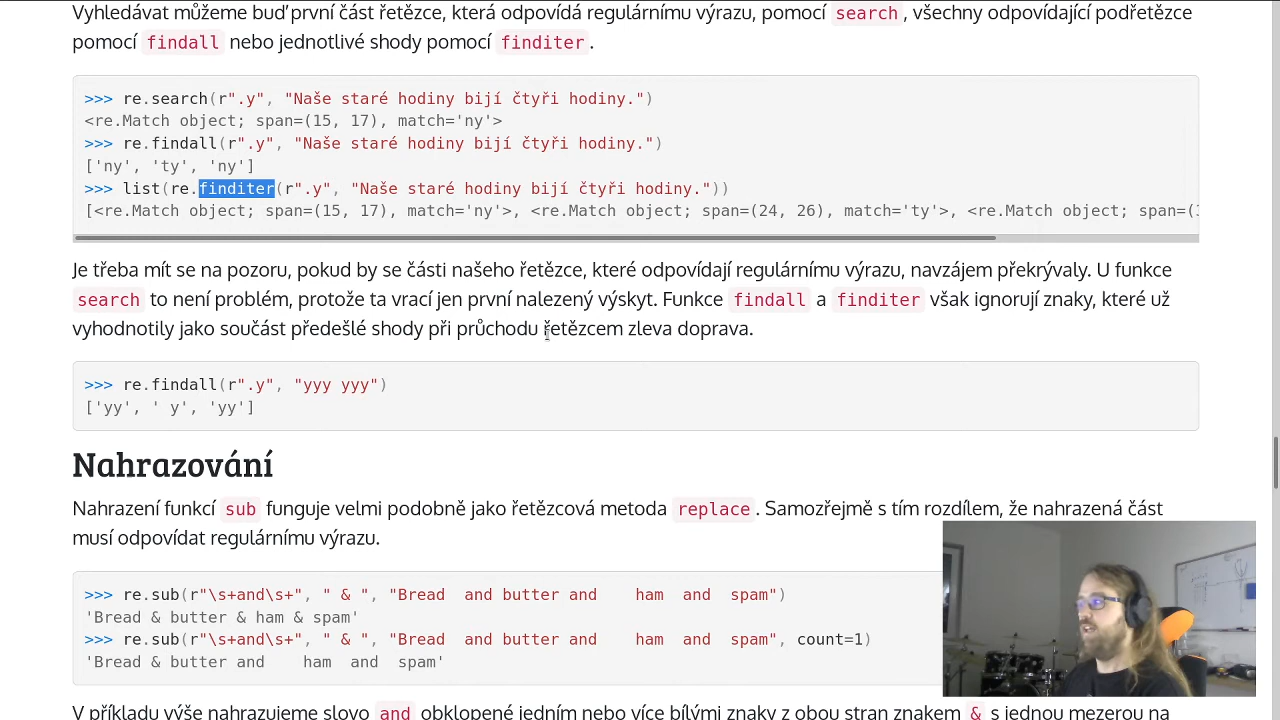 Vyhledávat můžeme buď první část řetězce, která odpovídá regulárnímu výrazu, pomocí search, všechny odpovídající podřetězce
pomocí findall nebo jednotlivé shody pomocí finditer.
>>> re.search(r".y", "Naše staré hodiny bijí čtyři hodiny.")
<re.Match object; span=(15, 17), match='ny'>
>>> re.findall(r".y", "Naše staré hodiny bijí čtyři hodiny.")
['ny', 'ty', 'ny']
>>> list(re.finditer(r".y", "Naše staré hodiny bijí čtyři hodiny."))
[<re.Match object; span=(15, 17), match='ny'>, <re.Match object; span=(24, 26), match='ty'>, <re.Match object; span=(
Je třeba mít se na pozoru, pokud by se části našeho řetězce, které odpovídají regulárnímu výrazu, navzájem překrývaly. U funkce
search to není problém, protože ta vrací jen první nalezený výskyt. Funkce findall a finditer však ignorují znaky, které už
vyhodnotily jako součást předešlé shody při průchodu řetězcem zleva doprava.
>>> re.findall(r".y", "yyy yyy")
['yy', ' y', 'yy']
Nahrazování
Nahrazení funkcí sub funguje velmi podobně jako řetězcová metoda replace. Samozřejmě s tím rozdílem, že nahrazená část
musí odpovídat regulárnímu výrazu.
>>> re.sub(r"\s+and\s+", " & ", "Bread  and butter and    ham  and  spam")
'Bread & butter & ham & spam'
>>> re.sub(r"\s+and\s+", " & ", "Bread  and butter and    ham  and  spam", count=1)
'Bread & butter and    ham  and  spam'
V příkladu výše nahrazujeme slovo and obklopené jedním nebo více bílými znaky z obou stran znakem & s jednou mezerou na